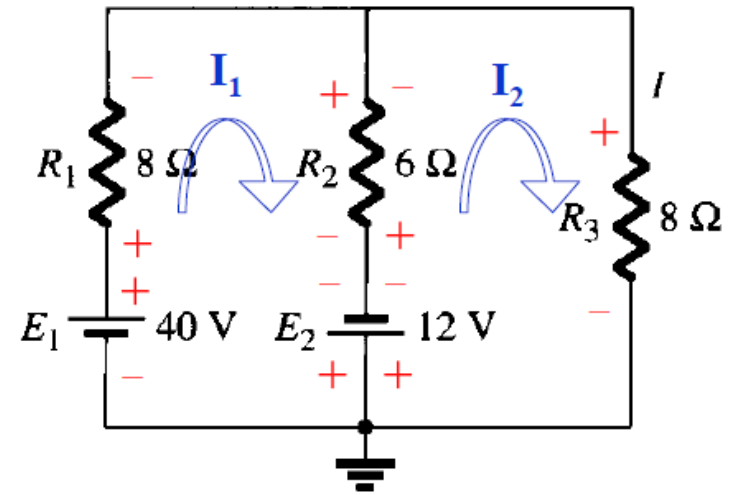 I₁
I₂
I
R₁ 8 Ω
R₂ 6 Ω
R₃ 8 Ω
E₁ 40 V
E₂ 12 V
− + − +
+ − +
− +
+ − −
−
− + +